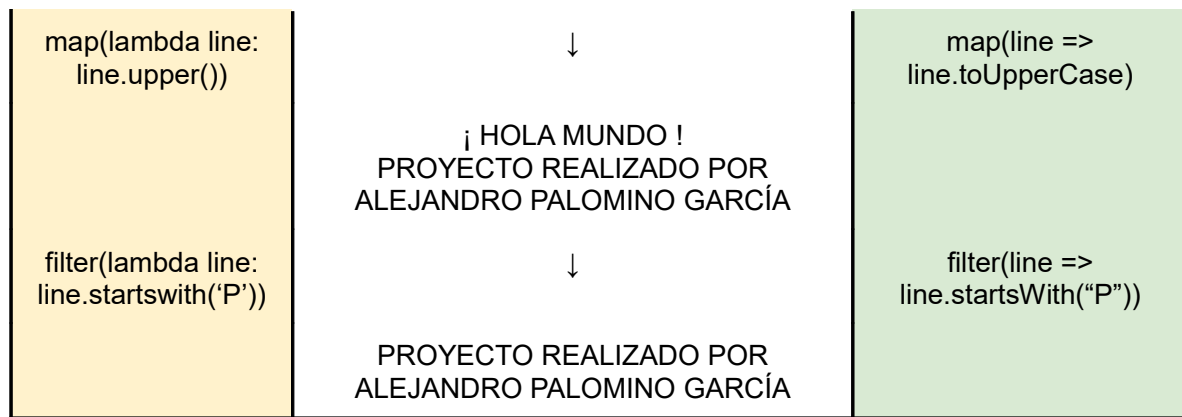 map(lambda line:
line.upper())
↓
map(line =>
line.toUpperCase)
¡ HOLA MUNDO !
PROYECTO REALIZADO POR
ALEJANDRO PALOMINO GARCÍA
filter(lambda line:
line.startswith(‘P’))
↓
filter(line =>
line.startsWith(“P”))
PROYECTO REALIZADO POR
ALEJANDRO PALOMINO GARCÍA